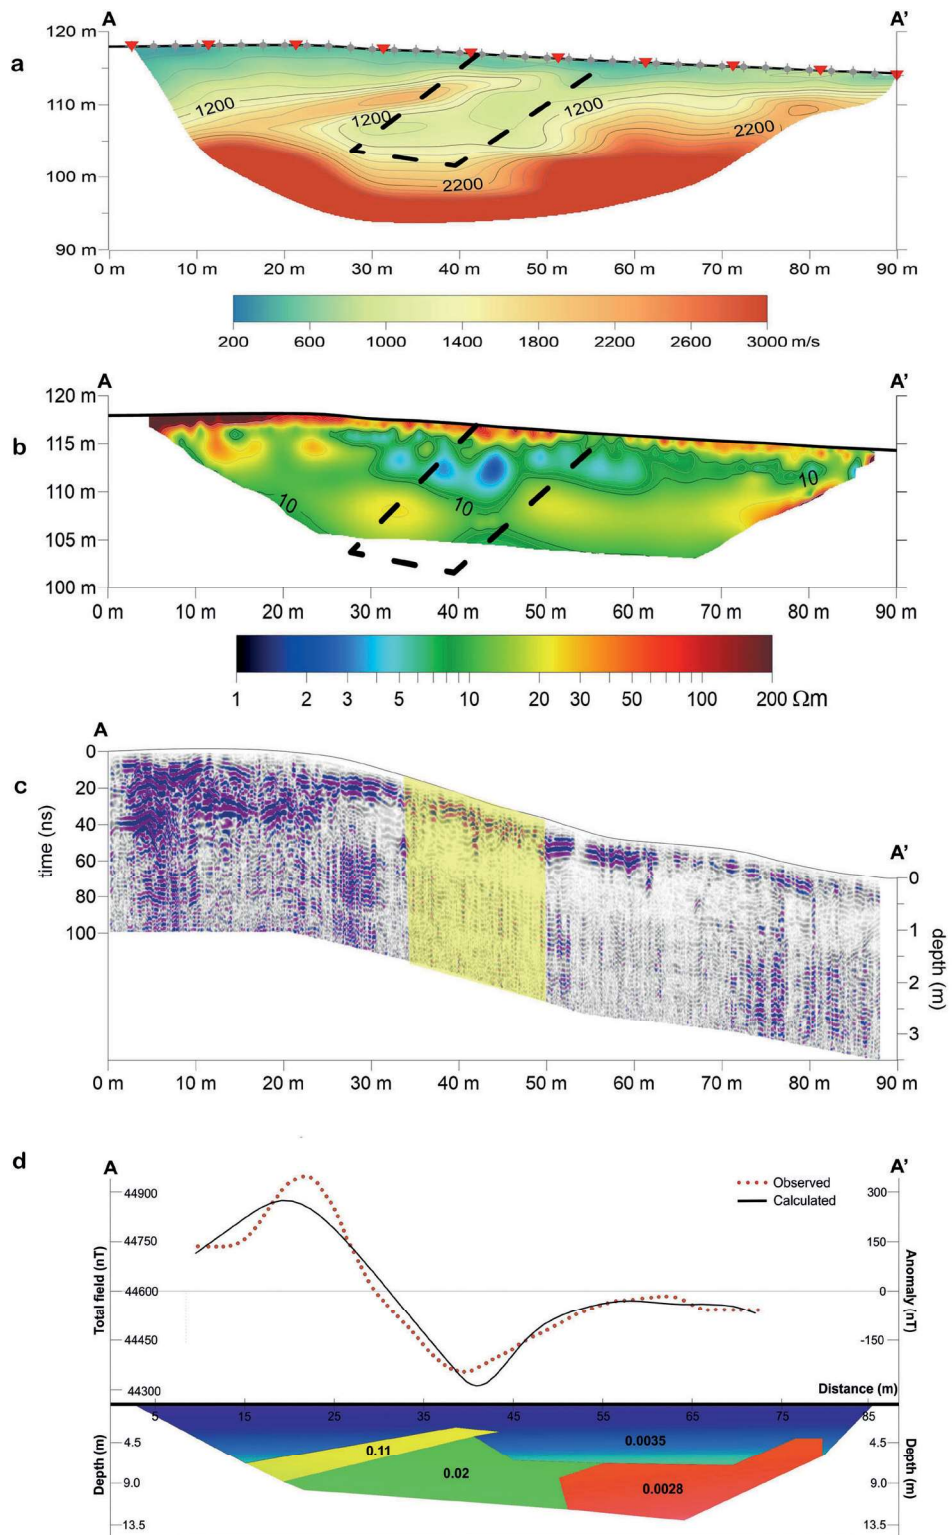 A A'
120 m
a
110 m
1200 1200 1200 2200
100 m
2200
90 m
0 m 10 m 20 m 30 m 40 m 50 m 60 m 70 m 80 m 90 m
200 600 1000 1400 1800 2200 2600 3000 m/s
A A'
120 m
b
115 m
110 m
10 10 10
105 m
100 m
0 m 10 m 20 m 30 m 40 m 50 m 60 m 70 m 80 m 90 m
1 2 3 5 10 20 30 50 100 200 Ωm
A
c
time (ns)
0
20
40
60
80
100
A'
0
1
2
3
depth (m)
0 m 10 m 20 m 30 m 40 m 50 m 60 m 70 m 80 m 90 m
d
A A'
Observed
Calculated
Total field (nT)
44900
44750
44600
44450
44300
300
150
0
-150
Anomaly (nT)
Distance (m)
5 15 25 35 45 55 65 75 85
Depth (m)
4.5
9.0
13.5
0.11
0.02
0.0035
0.0028
4.5
9.0
13.5
Depth (m)